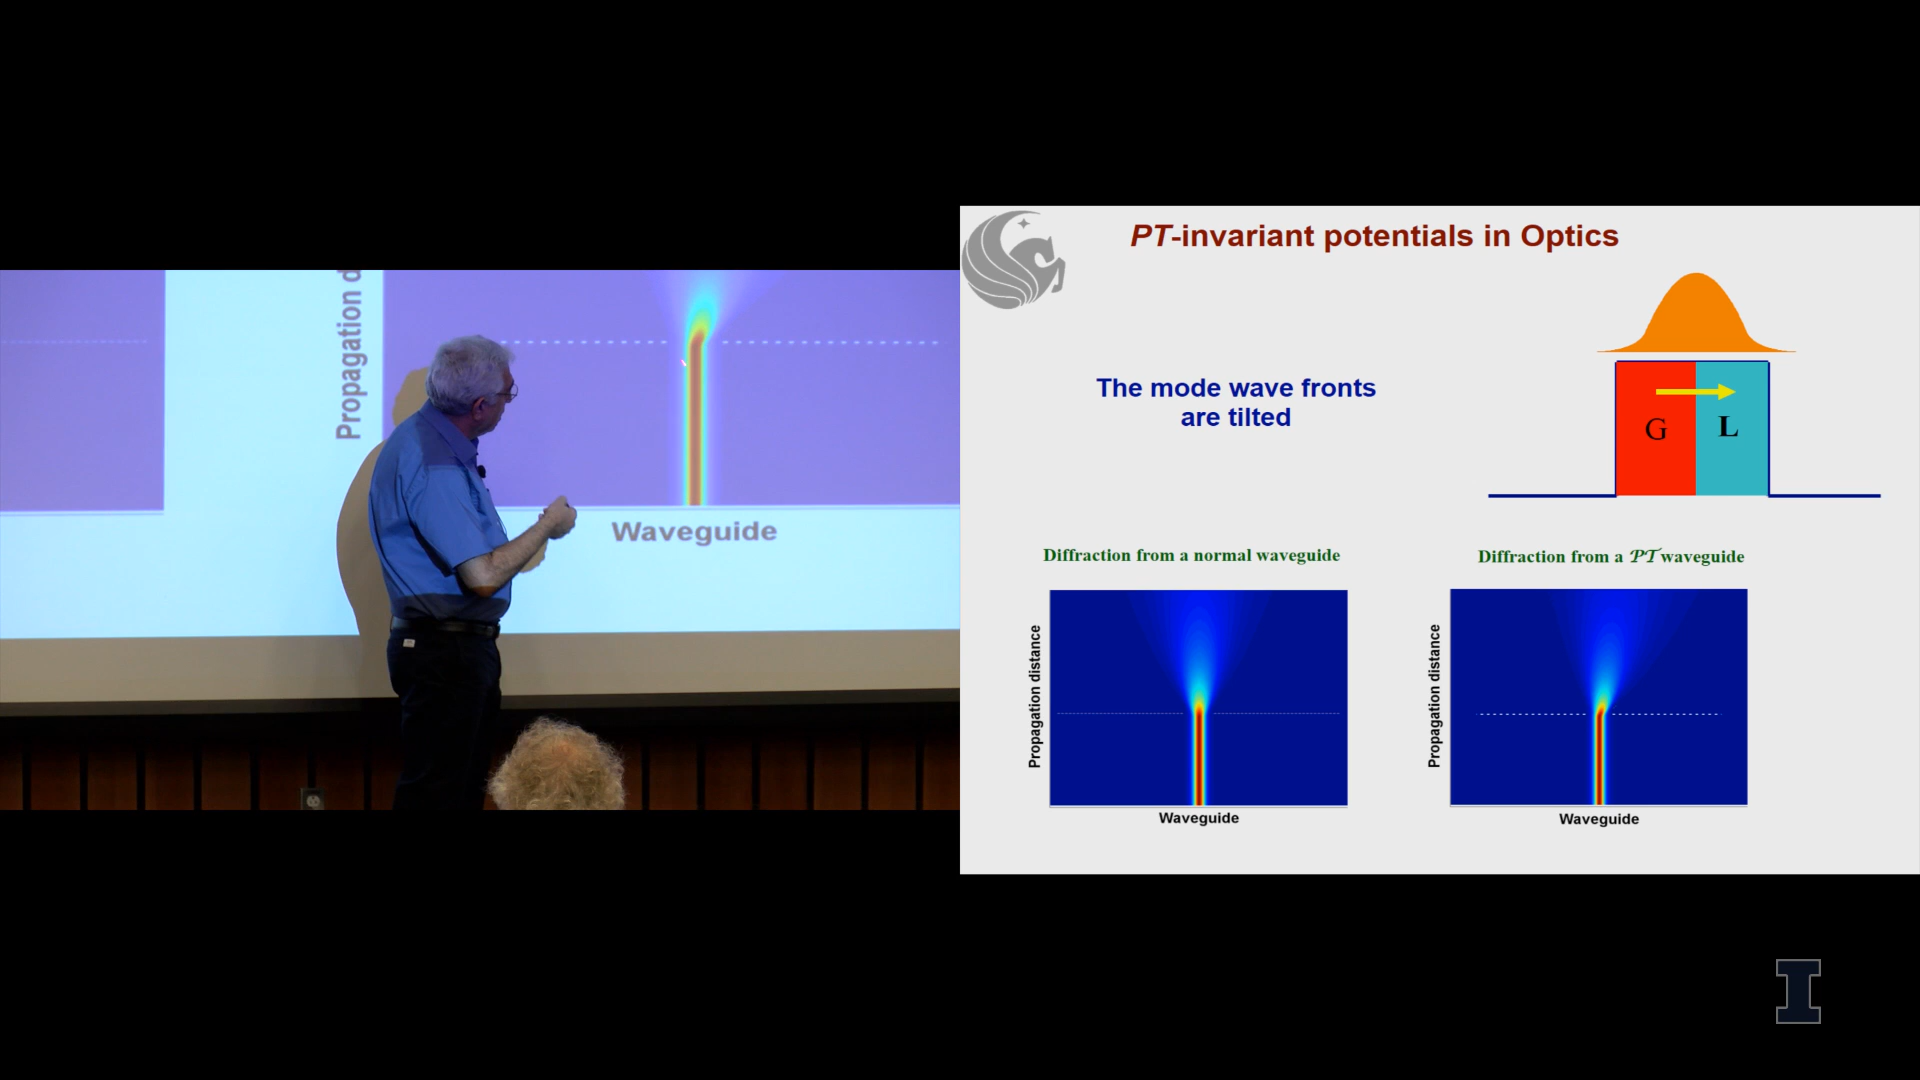 Propagation d
Waveguide
PT-invariant potentials in Optics
The mode wave fronts
are tilted
G
L
Diffraction from a normal waveguide
Propagation distance
Waveguide
Diffraction from a PT waveguide
Propagation distance
Waveguide
I